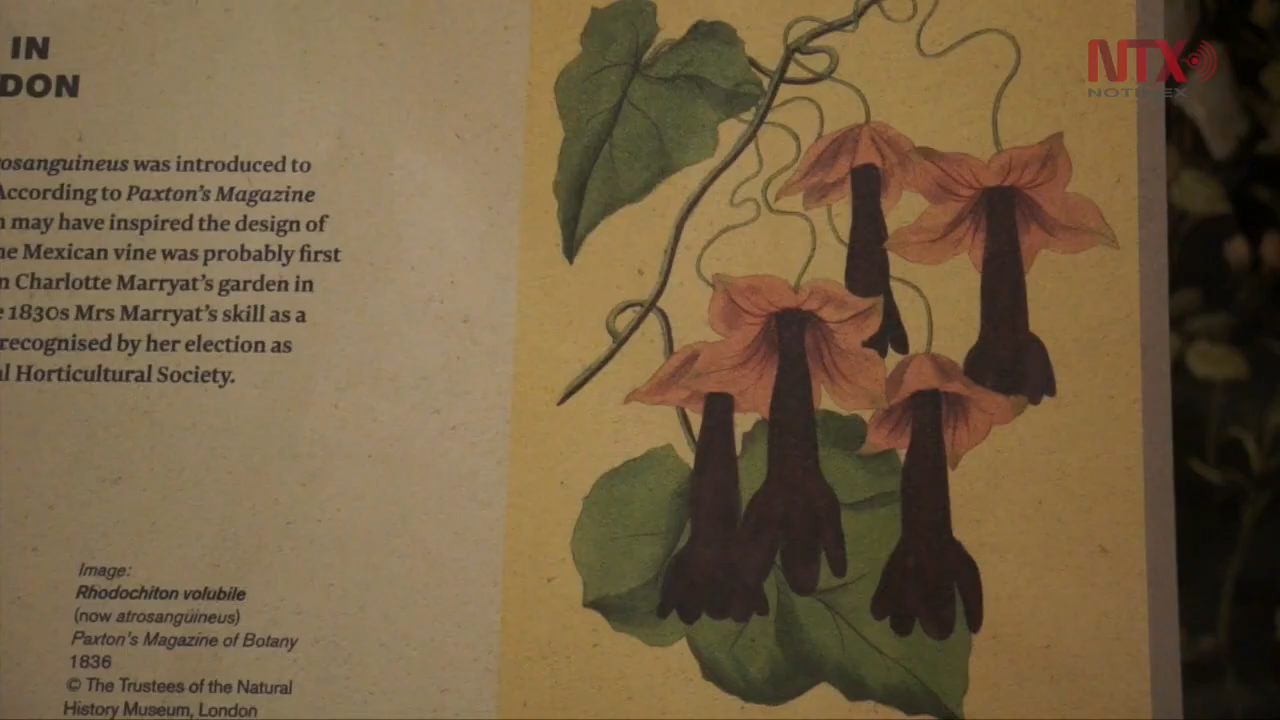 IN
DON
rosanguineus was introduced to
According to Paxton's Magazine
n may have inspired the design of
ne Mexican vine was probably first
n Charlotte Marryat's garden in
e 1830s Mrs Marryat's skill as a
recognised by her election as
al Horticultural Society.
Image:
Rhodochiton volubile
(now atrosanguineus)
Paxton's Magazine of Botany
1836
© The Trustees of the Natural
History Museum, London
NTX
NOTIMEX